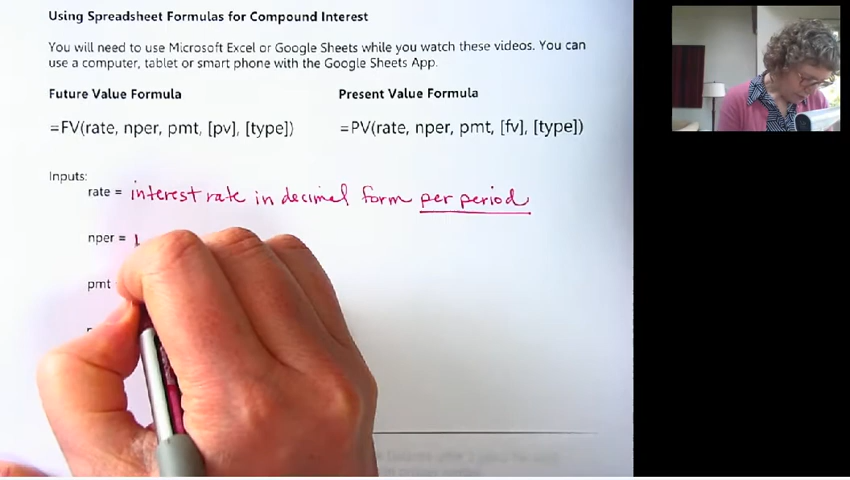 Using Spreadsheet Formulas for Compound Interest
You will need to use Microsoft Excel or Google Sheets while you watch these videos. You can
use a computer, tablet or smart phone with the Google Sheets App.
Future Value Formula Present Value Formula
=FV(rate, nper, pmt, [pv], [type]) =PV(rate, nper, pmt, [fv], [type])
Inputs:
rate = interest rate in decimal form per period
nper =
pmt